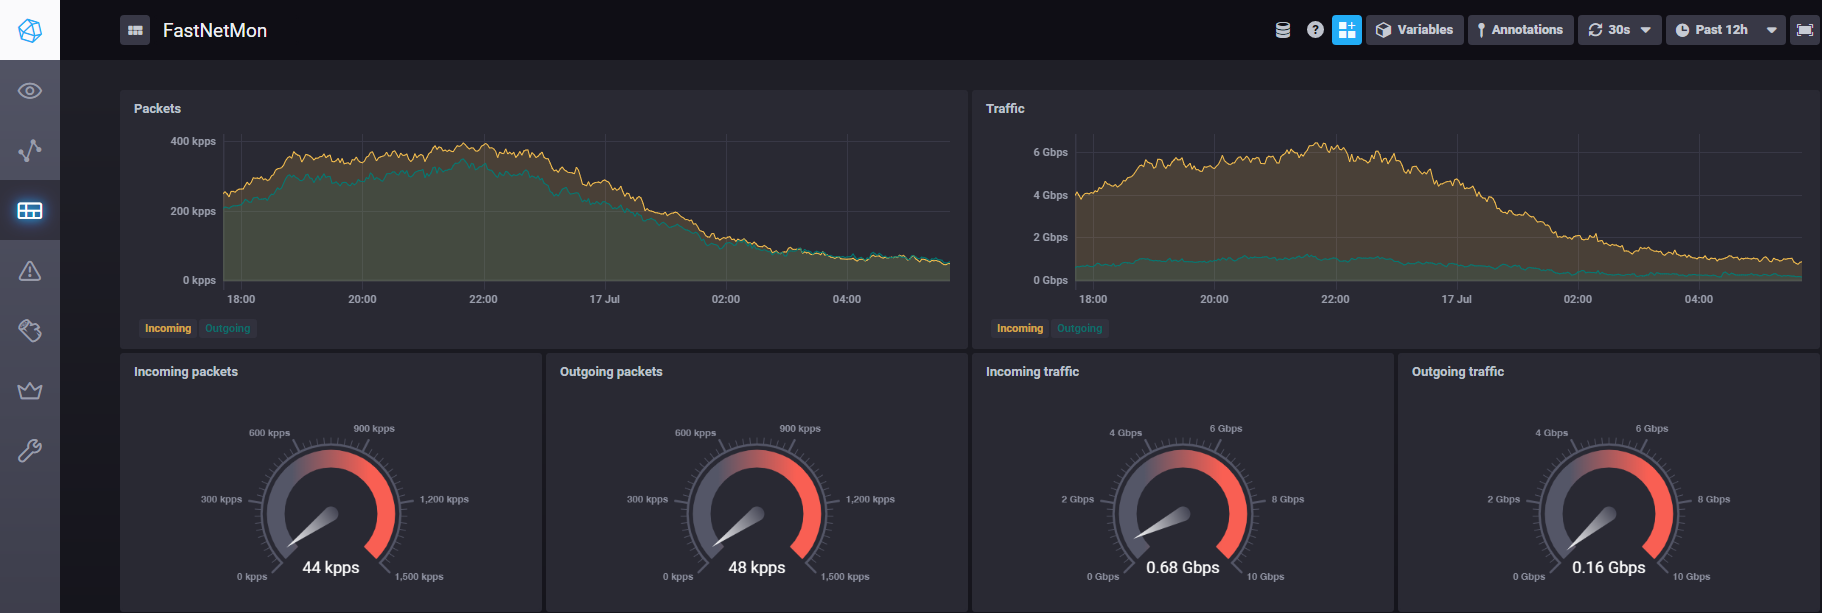 FastNetMon
? Variables Annotations 30s Past 12h
Packets
400 kpps
200 kpps
0 kpps
18:00 20:00 22:00 17 Jul 02:00 04:00
Incoming Outgoing
Traffic
6 Gbps
4 Gbps
2 Gbps
0 Gbps
18:00 20:00 22:00 17 Jul 02:00 04:00
Incoming Outgoing
Incoming packets
600 kpps 900 kpps
300 kpps 1,200 kpps
44 kpps
0 kpps 1,500 kpps
Outgoing packets
600 kpps 900 kpps
300 kpps 1,200 kpps
48 kpps
0 kpps 1,500 kpps
Incoming traffic
4 Gbps 6 Gbps
2 Gbps 8 Gbps
0.68 Gbps
0 Gbps 10 Gbps
Outgoing traffic
4 Gbps 6 Gbps
2 Gbps 8 Gbps
0.16 Gbps
0 Gbps 10 Gbps